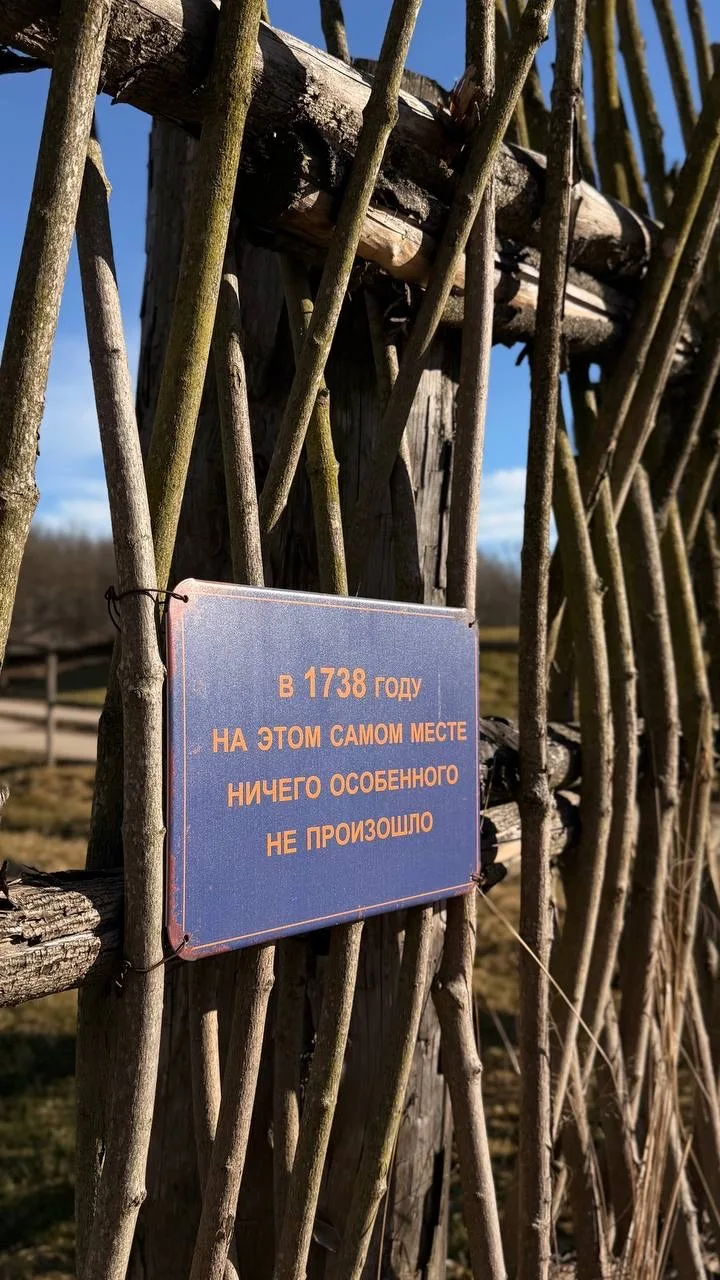 В 1738 ГОДУ
НА ЭТОМ САМОМ МЕСТЕ
НИЧЕГО ОСОБЕННОГО
НЕ ПРОИЗОШЛО